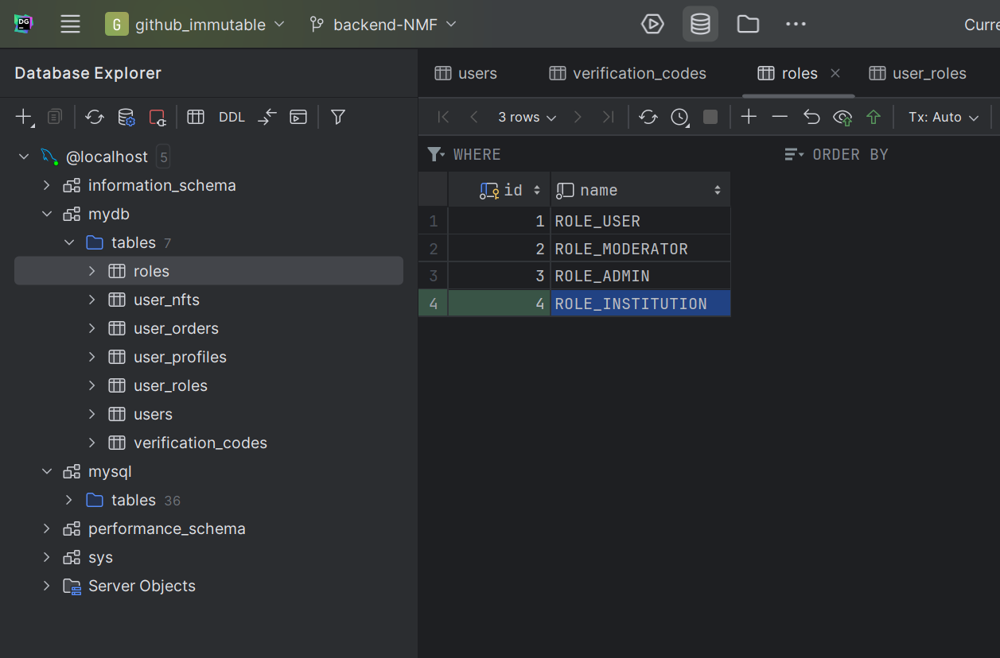 DG
G github_immutable backend-NMF Curre
Database Explorer
users verification_codes roles user_roles
DDL
3 rows Tx: Auto
WHERE ORDER BY
@localhost 5
information_schema
mydb
tables 7
roles
user_nfts
user_orders
user_profiles
user_roles
users
verification_codes
mysql
tables 36
performance_schema
sys
Server Objects
id name
1 1 ROLE_USER
2 2 ROLE_MODERATOR
3 3 ROLE_ADMIN
4 4 ROLE_INSTITUTION